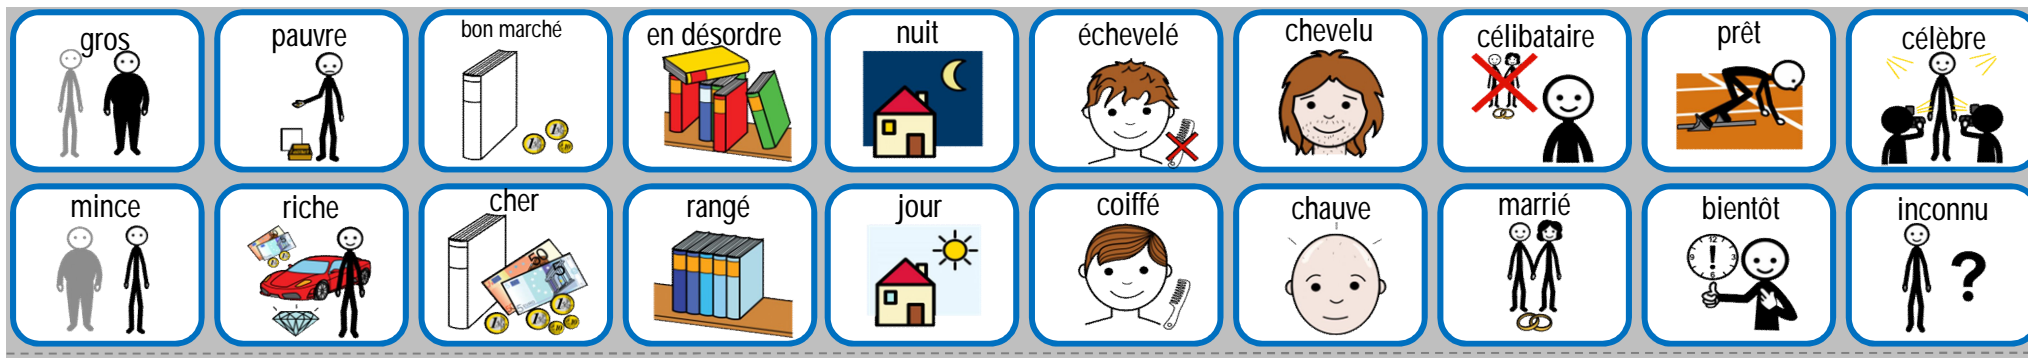 gros
pauvre
bon marché
en désordre
nuit
échevelé
chevelu
célibataire
prêt
célèbre
mince
riche
cher
rangé
jour
coiffé
chauve
marrié
bientôt
inconnu